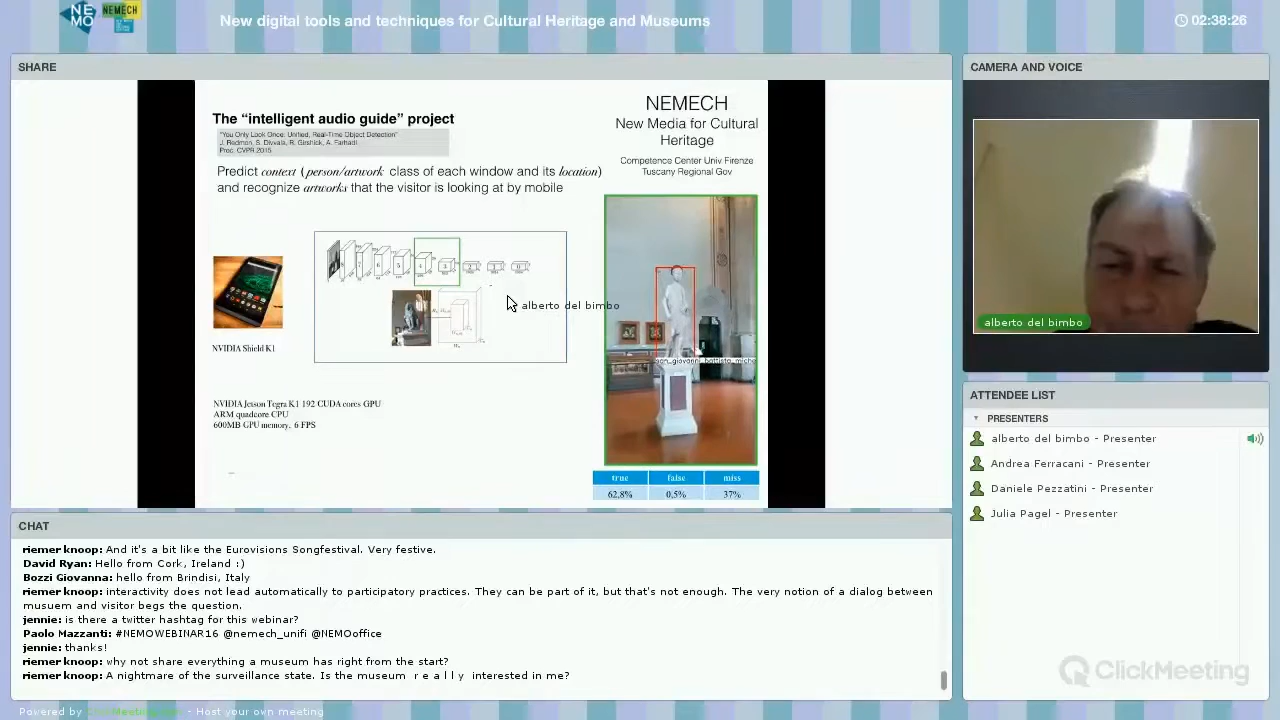 NE
MO
NEMECH
New digital tools and techniques for Cultural Heritage and Museums
02:38:26
SHARE
The “intelligent audio guide” project
"You Only Look Once: Unified, Real-Time Object Detection"
J. Redmon, S. Divvala, R. Girshick, A. Farhadi
Proc. CVPR 2015
Predict context (person/artwork class of each window and its location)
and recognize artworks that the visitor is looking at by mobile
NVIDIA Shield K1
NVIDIA Jetson Tegra K1 192 CUDA cores GPU
ARM quadcore CPU
600MB GPU memory, 6 FPS
alberto del bimbo
NEMECH
New Media for Cultural
Heritage
Competence Center Univ Firenze
Tuscany Regional Gov
san_giovanni_battista_miche
true false miss
62,8% 0,5% 37%
CAMERA AND VOICE
alberto del bimbo
ATTENDEE LIST
PRESENTERS
alberto del bimbo - Presenter
Andrea Ferracani - Presenter
Daniele Pezzatini - Presenter
Julia Pagel - Presenter
CHAT
riemer knoop: And it's a bit like the Eurovisions Songfestival. Very festive.
David Ryan: Hello from Cork, Ireland :)
Bozzi Giovanna: hello from Brindisi, Italy
riemer knoop: interactivity does not lead automatically to participatory practices. They can be part of it, but that's not enough. The very notion of a dialog between
musuem and visitor begs the question.
jennie: is there a twitter hashtag for this webinar?
Paolo Mazzanti: #NEMOWEBINAR16 @nemech_unifi @NEMOoffice
jennie: thanks!
riemer knoop: why not share everything a museum has right from the start?
riemer knoop: A nightmare of the surveillance state. Is the museum r e a l l y interested in me?
ClickMeeting
Powered by ClickMeeting.com - Host your own meeting